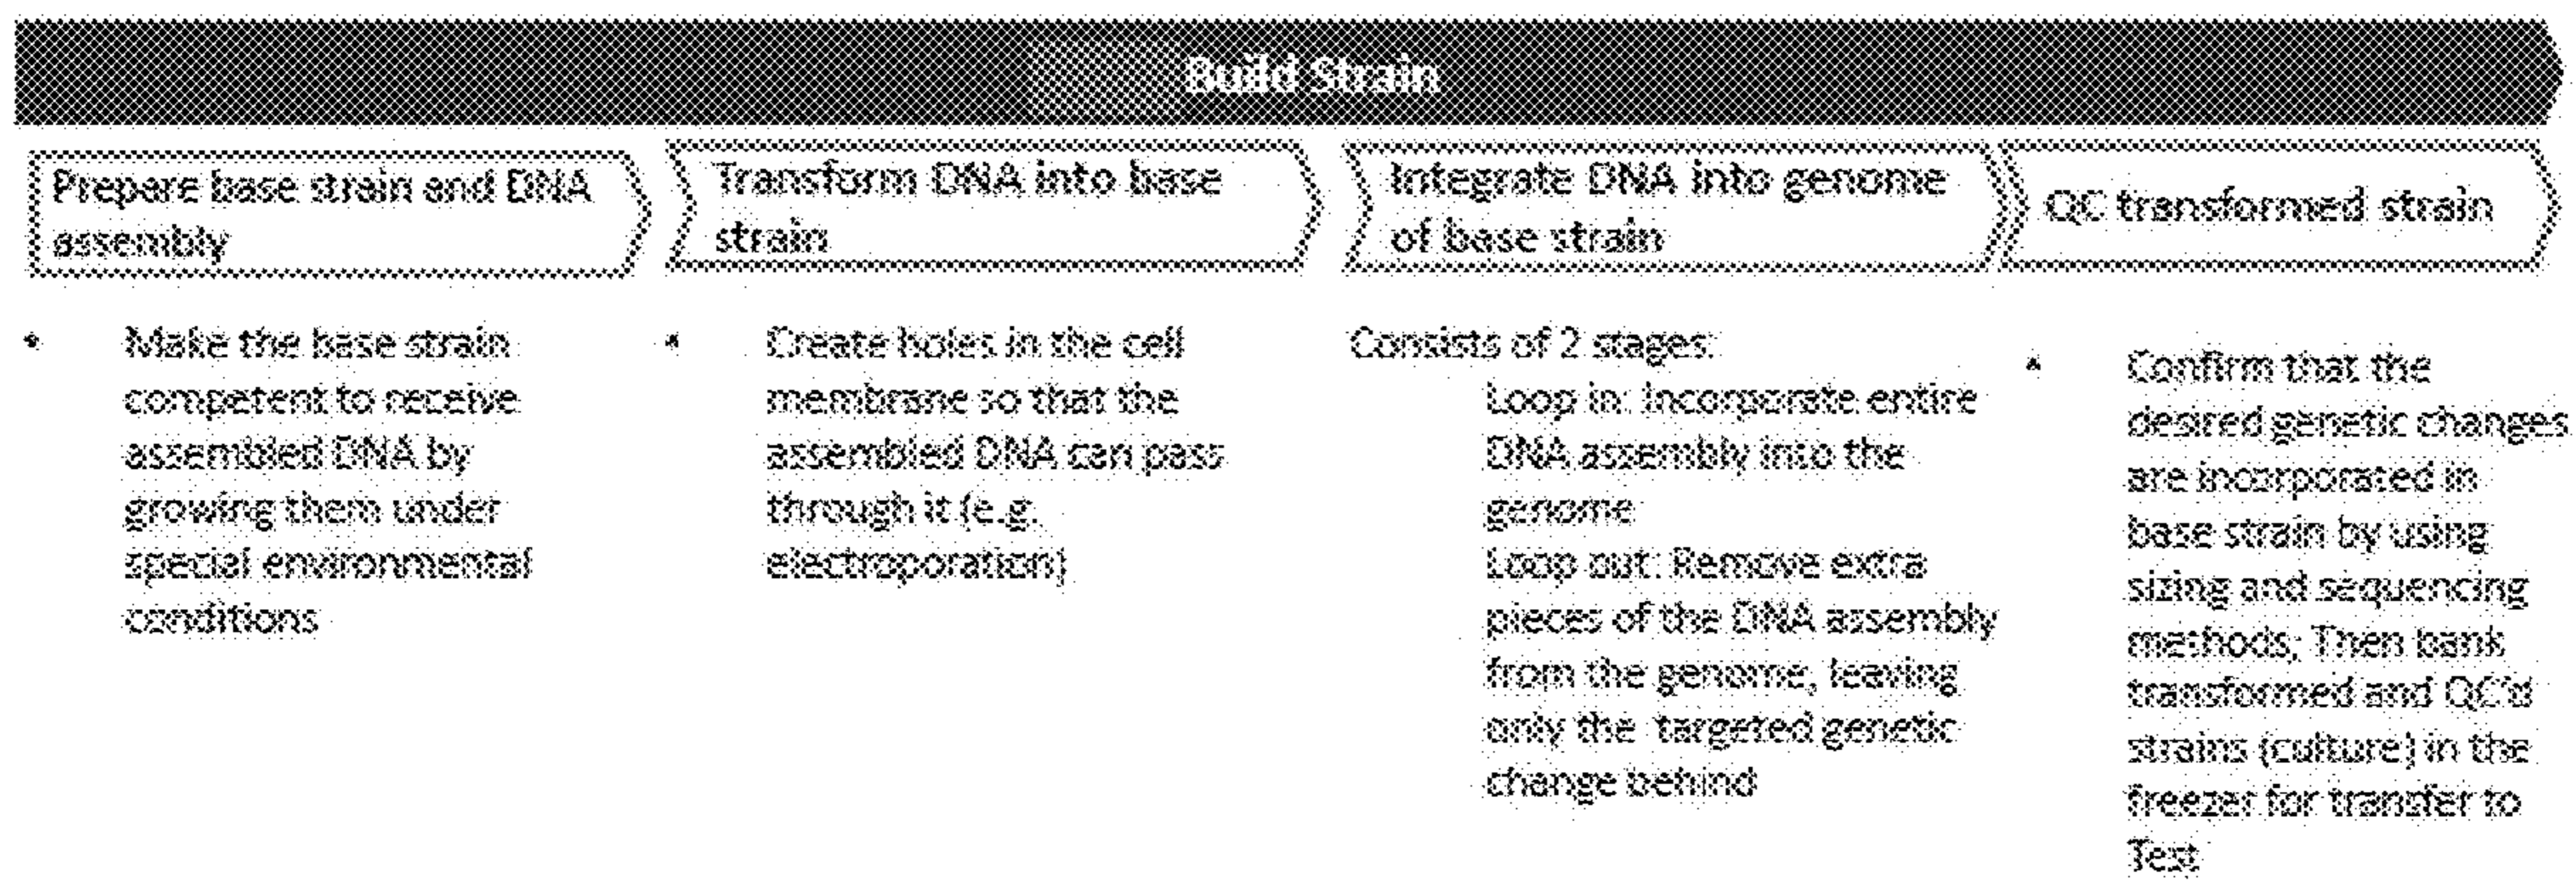 Build Strain
Prepare base strain and DNA
assembly
Transform DNA into base
strain
Integrate DNA into genome
of base strain
QC transformed strain
• Make the base strain
competent to receive
assembled DNA by
growing them under
special environmental
conditions
• Create holes in the cell
membrane so that the
assembled DNA can pass
through it (e.g.
electroporation)
Consists of 2 stages:
Loop in: Incorporate entire
DNA assembly into the
genome
Loop out: Remove extra
pieces of the DNA assembly
from the genome, leaving
only the targeted genetic
change behind
• Confirm that the
desired genetic changes
are incorporated in
base strain by using
sizing and sequencing
methods; Then bank
transformed and QC'd
strains (culture) in the
freezer for transfer to
Test